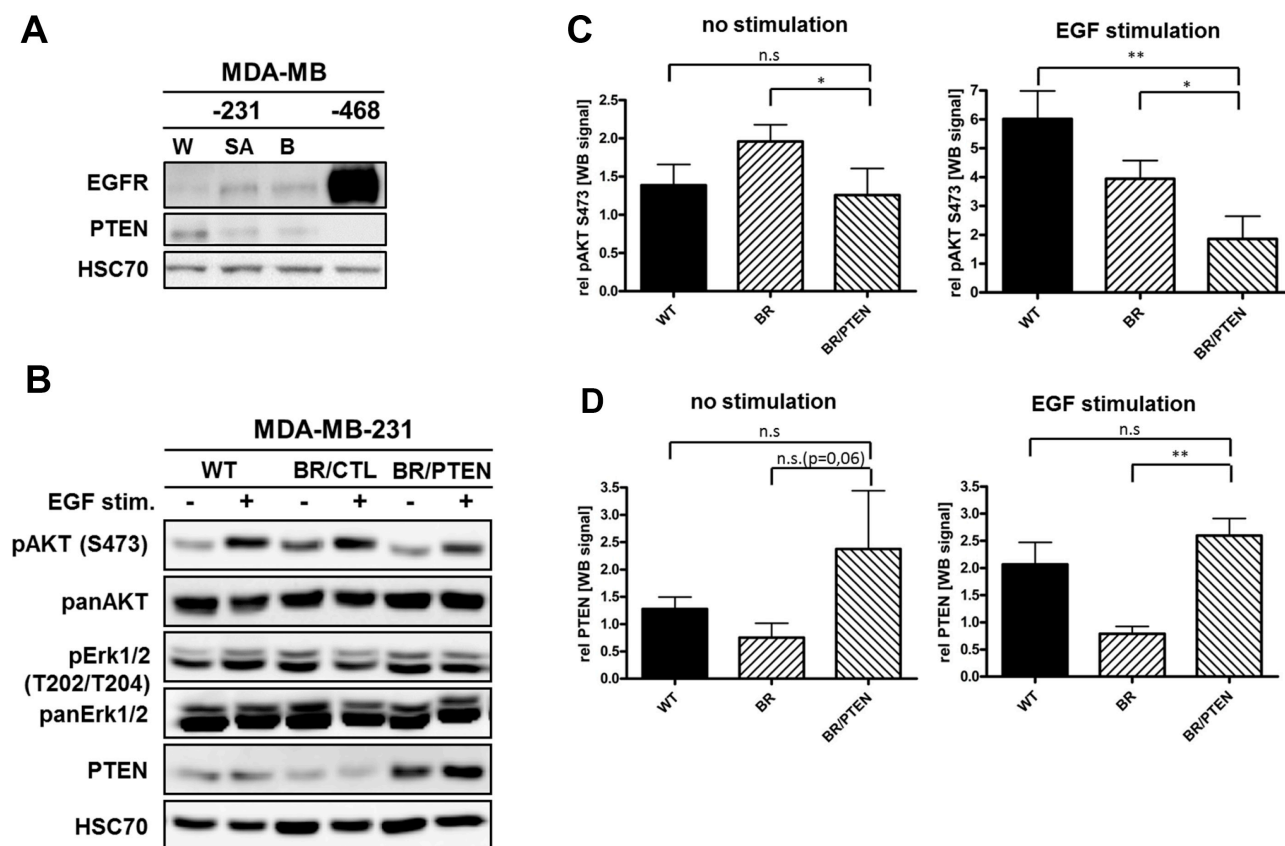 A
MDA-MB
-231 -468
W SA B
EGFR
PTEN
HSC70
B
MDA-MB-231
WT BR/CTL BR/PTEN
EGF stim. - + - + - +
pAKT (S473)
panAKT
pErk1/2
(T202/T204)
panErk1/2
PTEN
HSC70
C
no stimulation
n.s
*
rel pAKT S473 [WB signal]
2.5
2.0
1.5
1.0
0.5
0.0
WT
BR
BR/PTEN
EGF stimulation
**
*
rel pAKT S473 [WB signal]
7
6
5
4
3
2
1
0
WT
BR
BR/PTEN
D
no stimulation
n.s
n.s.(p=0,06)
rel PTEN [WB signal]
3.5
3.0
2.5
2.0
1.5
1.0
0.5
0.0
WT
BR
BR/PTEN
EGF stimulation
n.s
**
rel PTEN [WB signal]
3.5
3.0
2.5
2.0
1.5
1.0
0.5
0.0
WT
BR
BR/PTEN